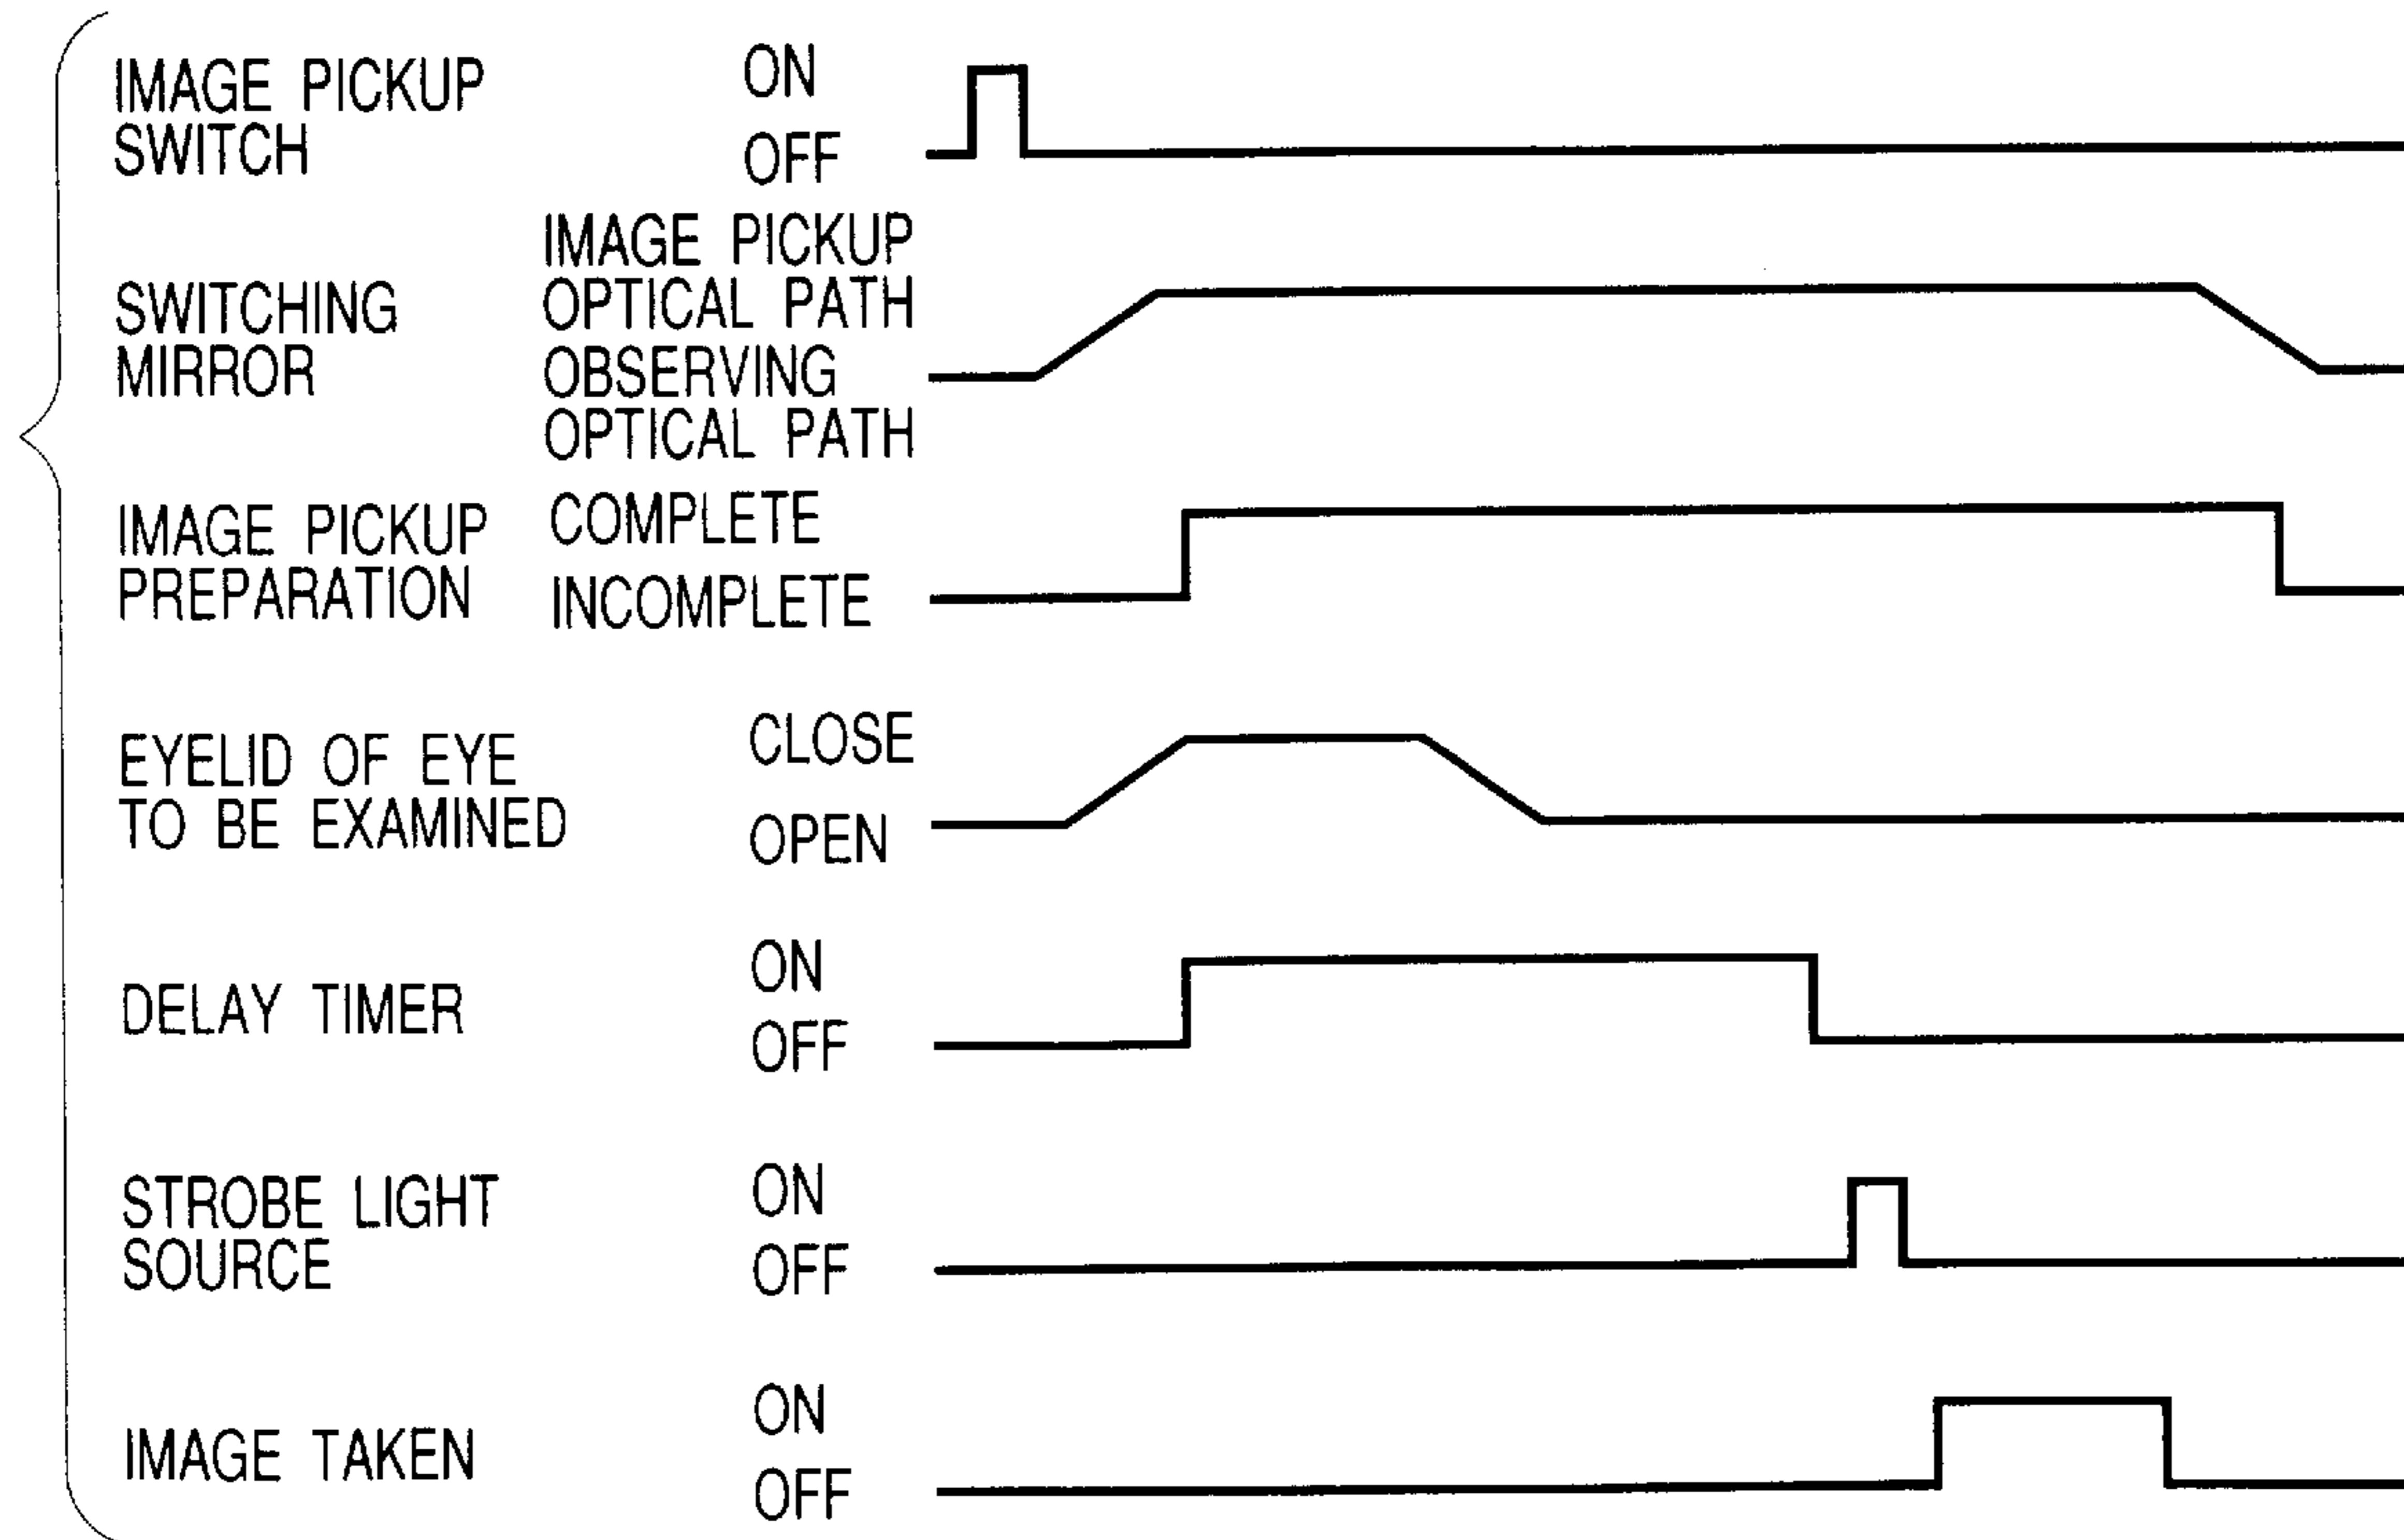 IMAGE PICKUP
SWITCH
ON
OFF
SWITCHING
MIRROR
IMAGE PICKUP
OPTICAL PATH
OBSERVING
OPTICAL PATH
IMAGE PICKUP
PREPARATION
COMPLETE
INCOMPLETE
EYELID OF EYE
TO BE EXAMINED
CLOSE
OPEN
DELAY TIMER
ON
OFF
STROBE LIGHT
SOURCE
ON
OFF
IMAGE TAKEN
ON
OFF